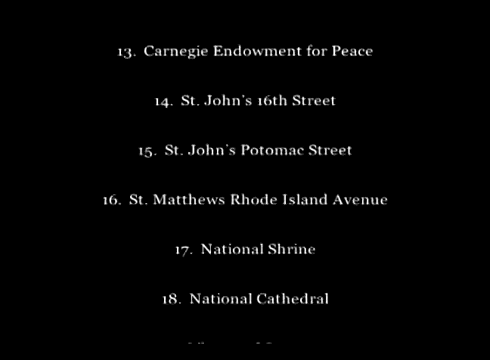 13. Carnegie Endowment for Peace
14. St. John's 16th Street
15. St. John's Potomac Street
16. St. Matthews Rhode Island Avenue
17. National Shrine
18. National Cathedral